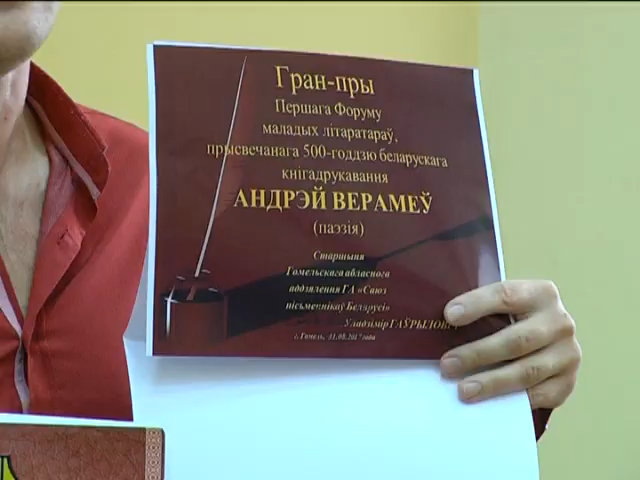 Гран-пры
Першага Форуму
маладых літаратараў,
прысвечанага 500-годдзю беларускага
кнігадрукавання
АНДРЭЙ ВЕРАМЕЎ
(паэзія)
Старшыня
Гомельскага абласнога
аддзялення ГА «Саюз
пісьменнікаў Беларусі»
Уладзімір
г. Гомель,